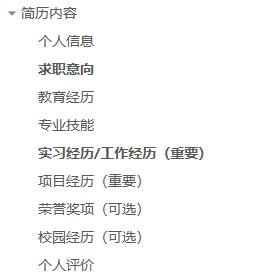 简历内容
个人信息
求职意向
教育经历
专业技能
实习经历/工作经历（重要）
项目经历（重要）
荣誉奖项（可选）
校园经历（可选）
个人评价